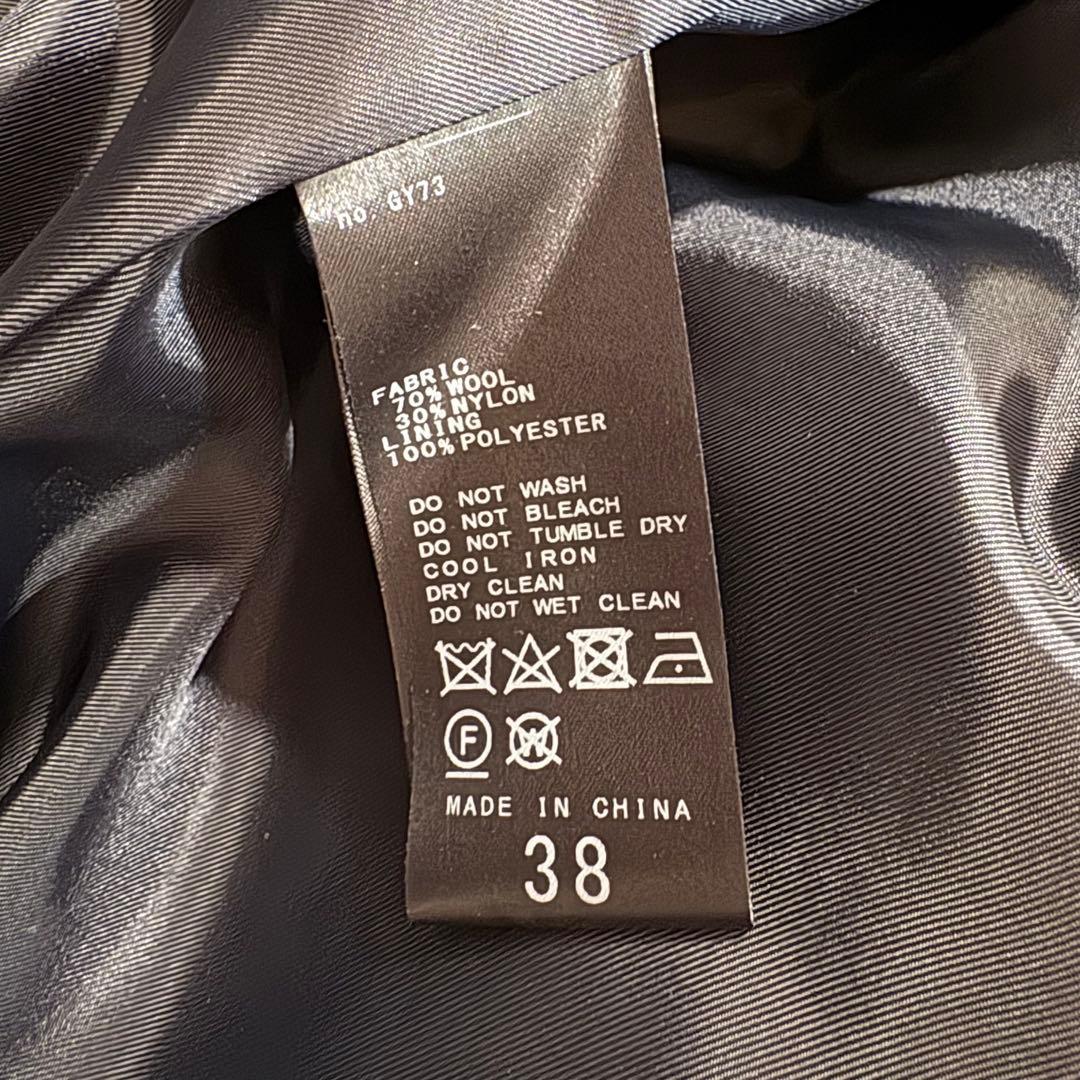 no. GY73
FABRIC
70% WOOL
30% NYLON
LINING
100% POLYESTER
DO NOT WASH
DO NOT BLEACH
DO NOT TUMBLE DRY
COOL IRON
DRY CLEAN
DO NOT WET CLEAN
F W
MADE IN CHINA
38